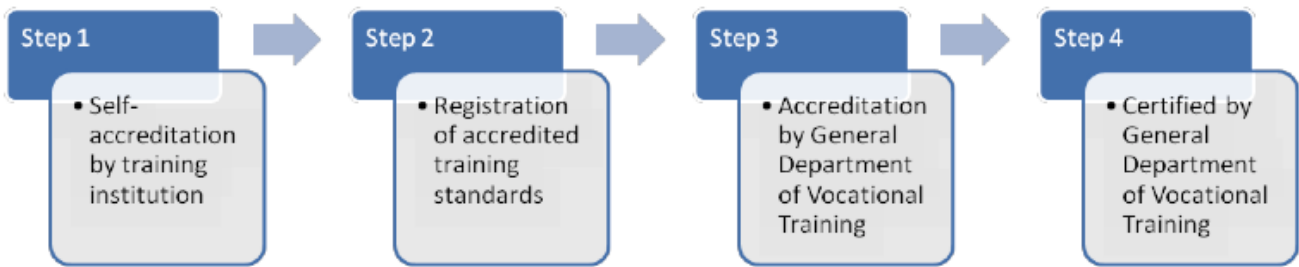 Step 1
• Self-
accreditation
by training
institution
Step 2
• Registration
of accredited
training
standards
Step 3
• Accreditation
by General
Department
of Vocational
Training
Step 4
• Certified by
General
Department
of Vocational
Training